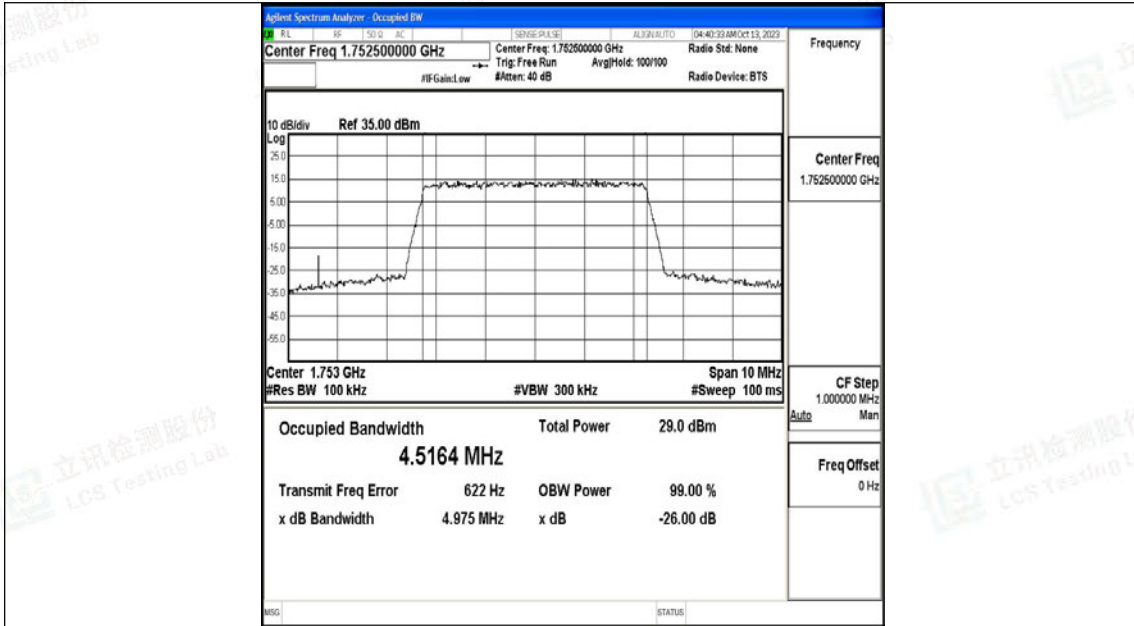 Agilent Spectrum Analyzer - Occupied BW
RL RF 50 Ω AC SENSE:PULSE ALIGN AUTO 04:40:33 AM Oct 13, 2023
Center Freq 1.752500000 GHz
Center Freq: 1.752500000 GHz
Radio Std: None
Trig: Free Run Avg|Hold: 100/100
#IFGain:Low
#Atten: 40 dB
Radio Device: BTS
Frequency
10 dB/div Ref 35.00 dBm
Log
25.0
15.0
5.00
-5.00
-15.0
-25.0
-35.0
-45.0
-55.0
Center Freq
1.752500000 GHz
Center 1.753 GHz
Span 10 MHz
#Res BW 100 kHz
#VBW 300 kHz
#Sweep 100 ms
CF Step
1.000000 MHz
Auto Man
Freq Offset
0 Hz
Occupied Bandwidth
4.5164 MHz
Total Power 29.0 dBm
Transmit Freq Error 622 Hz
OBW Power 99.00 %
x dB Bandwidth 4.975 MHz
x dB -26.00 dB
MSG
STATUS
立讯检测股份
LCS Testing Lab